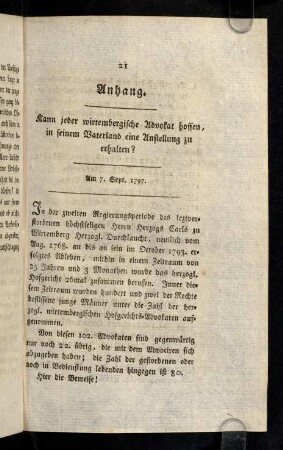 21
Anhang.
Kann jeder wirtembergische Advokat hoffen,
in seinem Vaterland eine Anstellung zu
erhalten?
Am 7. Sept. 1797.
In der zweiten Regierungsperiode des leztver-
storbenen höchstseligen Herrn Herzogs Carls zu
Wirtemberg Herzogl. Durchlaucht, nemlich vom
Aug. 1768. an bis an sein im October 1793. er-
folgtes Ableben, mithin in einem Zeitraum von
25 Jahren und 3 Monathen wurde das herzogl.
Hofgericht 26mal zusammen berufen. Inner die-
sem Zeitraum wurden hundert und zwei der Rechte
beflissene junge Männer unter die Zahl der her-
zogl. wirtembergischen Hofgerichts-Advokaten auf-
genommen.
Von diesen 102. Advokaten sind gegenwärtig
nur noch 22. übrig, die mit dem Advociren sich
abzugeben haben; die Zahl der gestorbenen oder
noch in Bedienstung lebenden hingegen ist 80.
Hier die Beweise!